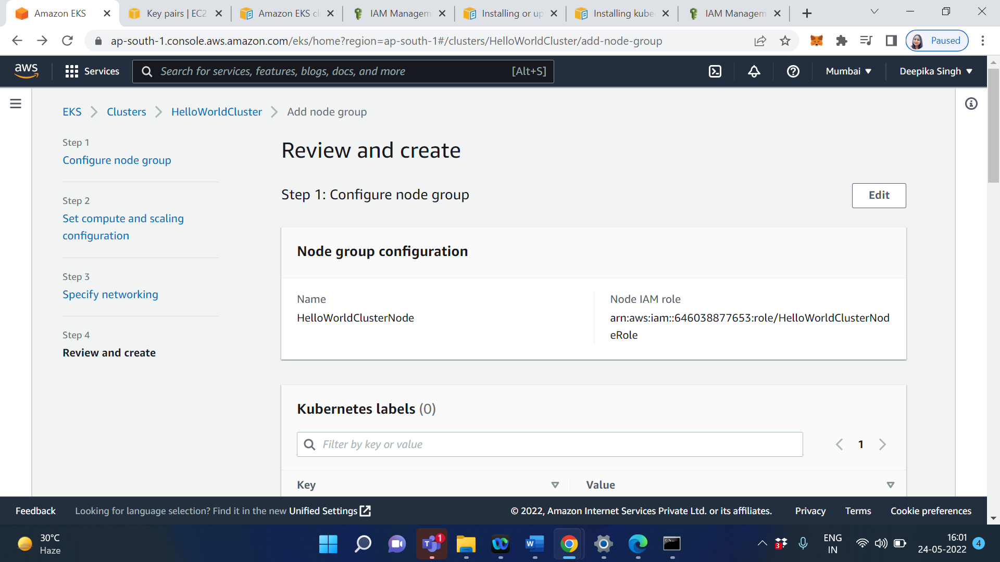 Amazon EKS
Key pairs | EC2
Amazon EKS cl
IAM Managem
Installing or up
Installing kube
IAM Managem
ap-south-1.console.aws.amazon.com/eks/home?region=ap-south-1#/clusters/HelloWorldCluster/add-node-group
Paused
aws
Services
Search for services, features, blogs, docs, and more
[Alt+S]
Mumbai
Deepika Singh
EKS
Clusters
HelloWorldCluster
Add node group
Step 1
Configure node group
Step 2
Set compute and scaling
configuration
Step 3
Specify networking
Step 4
Review and create
Review and create
Step 1: Configure node group
Edit
Node group configuration
Name
HelloWorldClusterNode
Node IAM role
arn:aws:iam::646038877653:role/HelloWorldClusterNod
eRole
Kubernetes labels (0)
Filter by key or value
1
Key
Value
Feedback
Looking for language selection? Find it in the new Unified Settings
© 2022, Amazon Internet Services Private Ltd. or its affiliates.
Privacy
Terms
Cookie preferences
30°C
Haze
T
1
W
3
ENG
IN
16:01
24-05-2022
4